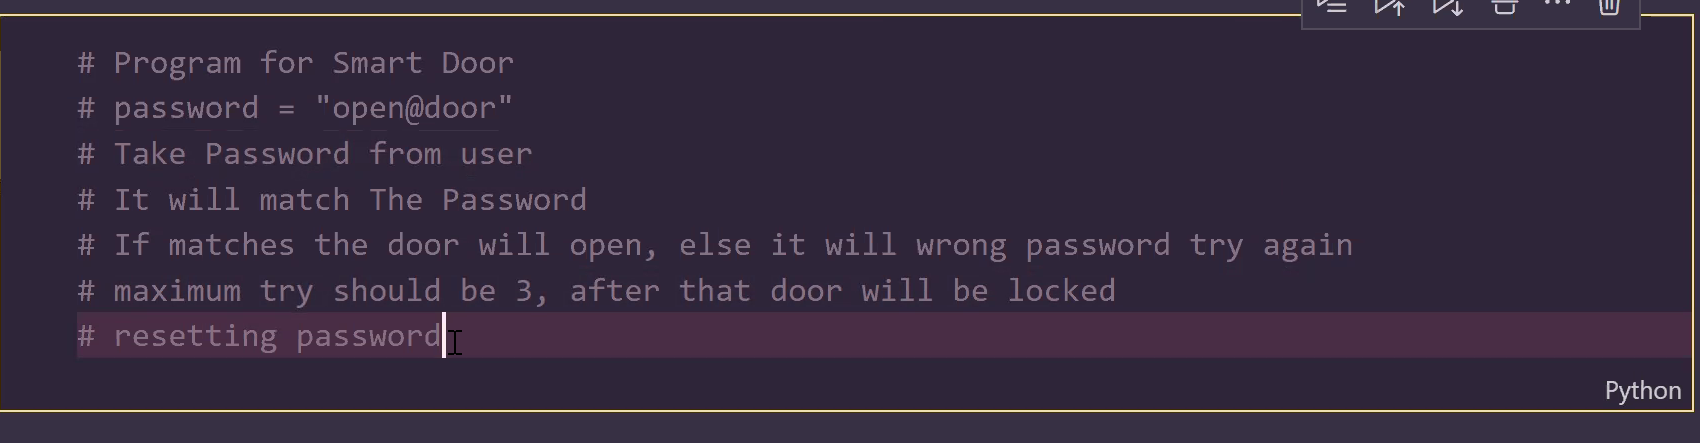 # Program for Smart Door
# password = "open@door"
# Take Password from user
# It will match The Password
# If matches the door will open, else it will wrong password try again
# maximum try should be 3, after that door will be locked
# resetting password
Python